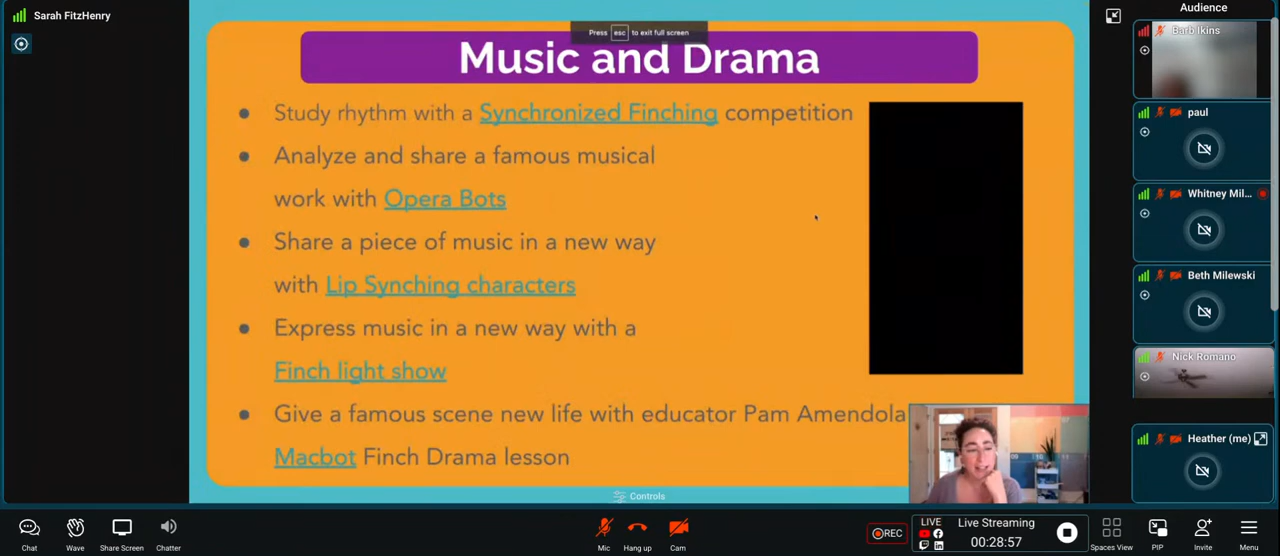 Sarah FitzHenry
Press esc to exit full screen
Audience
Music and Drama
Barb Ikins
Study rhythm with a Synchronized Finching competition
paul
Analyze and share a famous musical
work with Opera Bots
Whitney Mil...
Share a piece of music in a new way
with Lip Synching characters
Beth Milewski
Express music in a new way with a
Finch light show
Nick Romano
Give a famous scene new life with educator Pam Amendola
Macbot Finch Drama lesson
Heather (me)
Controls
Chat
Wave
Share Screen
Chatter
Mic
Hang up
Cam
REC
LIVE
Live Streaming
00:28:57
Spaces View
PIP
Invite
Menu